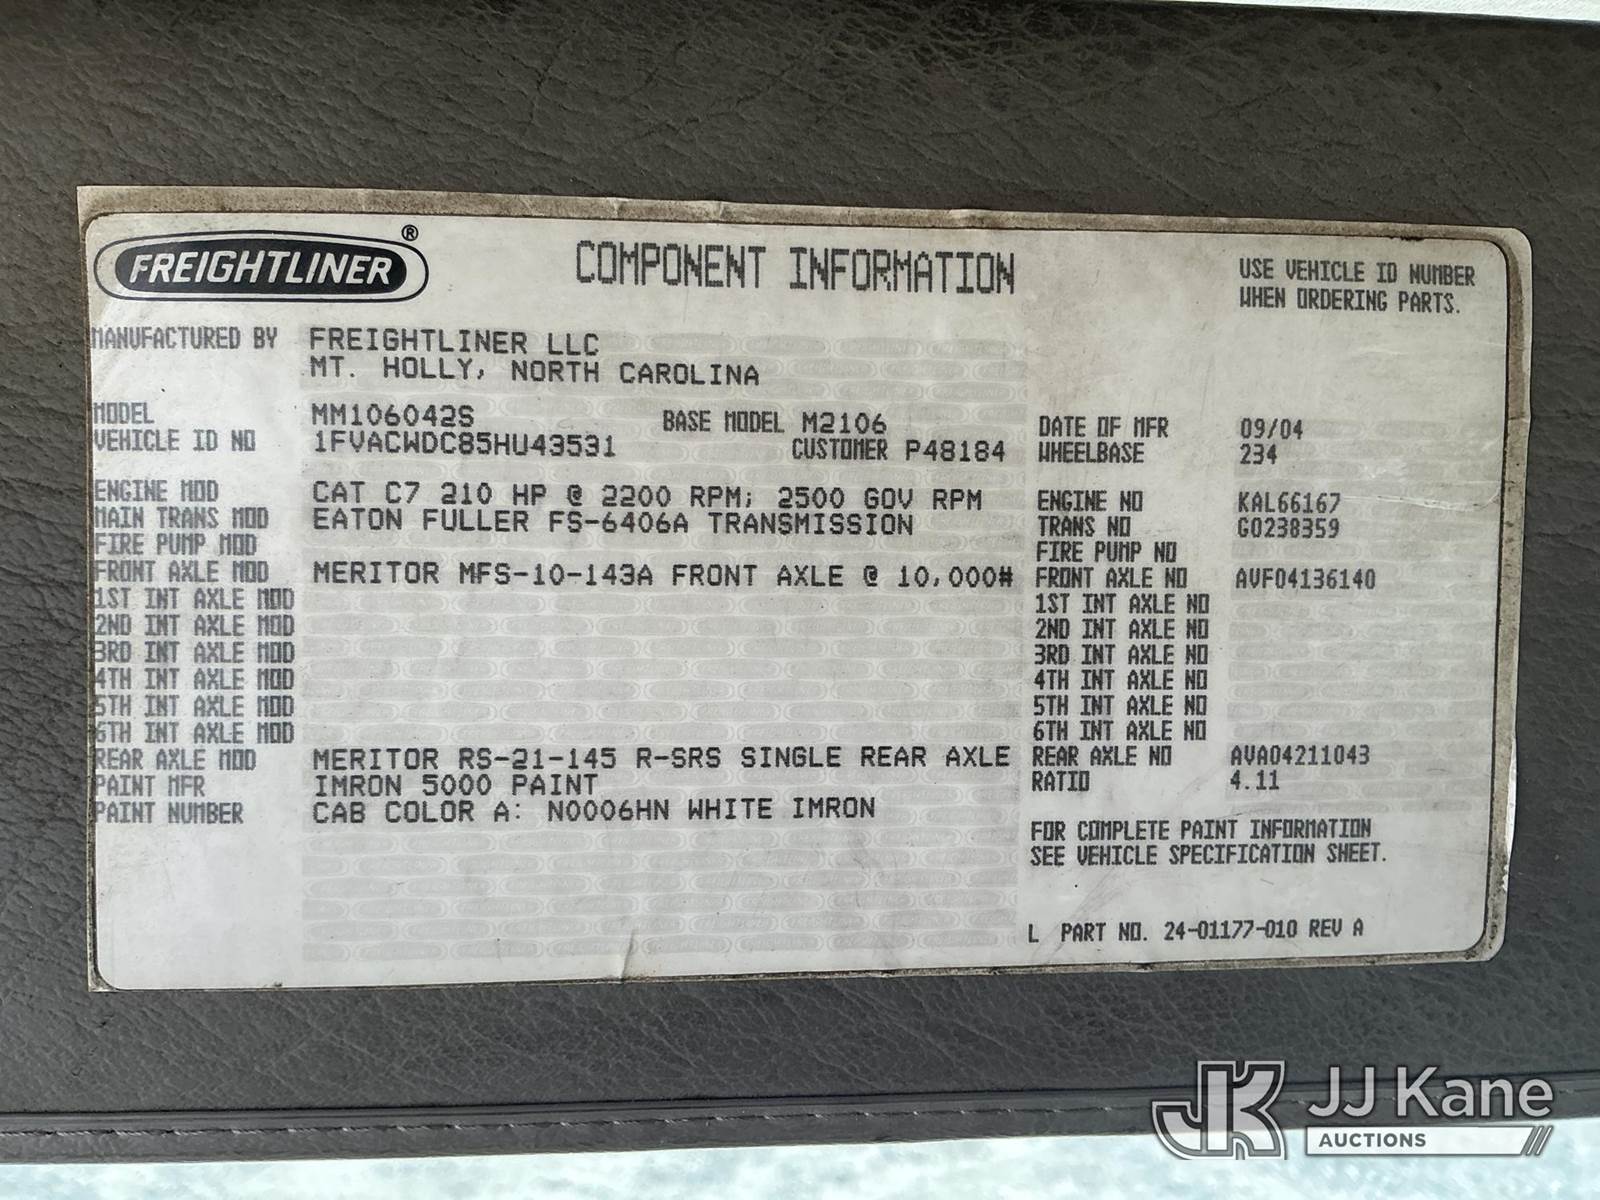 FREIGHTLINER ®
COMPONENT INFORMATION
USE VEHICLE ID NUMBER
WHEN ORDERING PARTS.
MANUFACTURED BY FREIGHTLINER LLC
MT. HOLLY, NORTH CAROLINA
MODEL MM106042S BASE MODEL M2106 DATE OF MFR 09/04
VEHICLE ID NO 1FVACWDC85HU43531 CUSTOMER P48184 WHEELBASE 234
ENGINE MOD CAT C7 210 HP @ 2200 RPM; 2500 GOV RPM ENGINE NO KAL66167
MAIN TRANS MOD EATON FULLER FS-6406A TRANSMISSION TRANS NO G0238359
FIRE PUMP MOD FIRE PUMP NO
FRONT AXLE MOD MERITOR MFS-10-143A FRONT AXLE @ 10,000# FRONT AXLE NO AVF04136140
1ST INT AXLE MOD 1ST INT AXLE NO
2ND INT AXLE MOD 2ND INT AXLE NO
3RD INT AXLE MOD 3RD INT AXLE NO
4TH INT AXLE MOD 4TH INT AXLE NO
5TH INT AXLE MOD 5TH INT AXLE NO
6TH INT AXLE MOD 6TH INT AXLE NO
REAR AXLE MOD MERITOR RS-21-145 R-SRS SINGLE REAR AXLE REAR AXLE NO AVA04211043
PAINT MFR IMRON 5000 PAINT RATIO 4.11
PAINT NUMBER CAB COLOR A: N0006HN WHITE IMRON
FOR COMPLETE PAINT INFORMATION
SEE VEHICLE SPECIFICATION SHEET.
L PART NO. 24-01177-010 REV A
JK JJ Kane
AUCTIONS